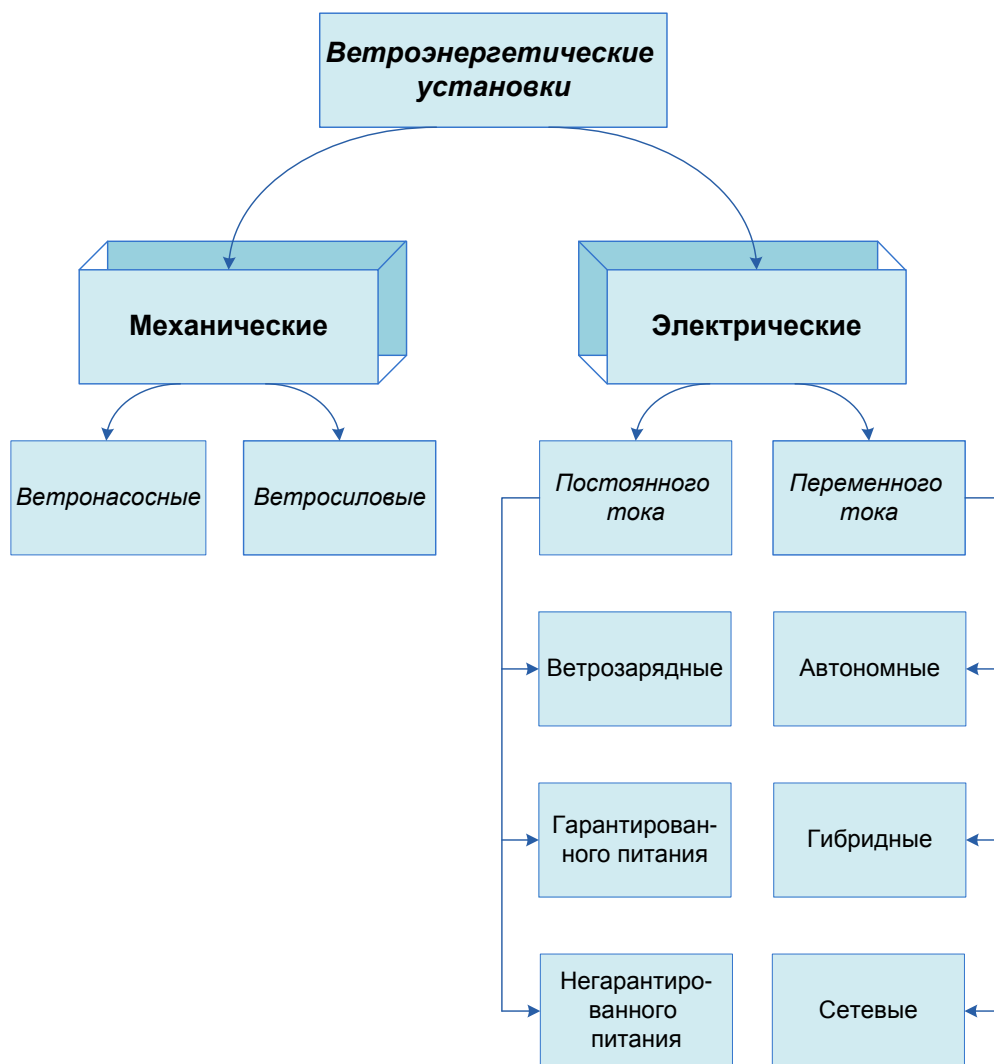 Ветроэнергетические
установки
Механические
Электрические
Ветронасосные
Ветросиловые
Постоянного
тока
Переменного
тока
Ветрозарядные
Автономные
Гарантирован-
ного питания
Гибридные
Негарантиро-
ванного
питания
Сетевые